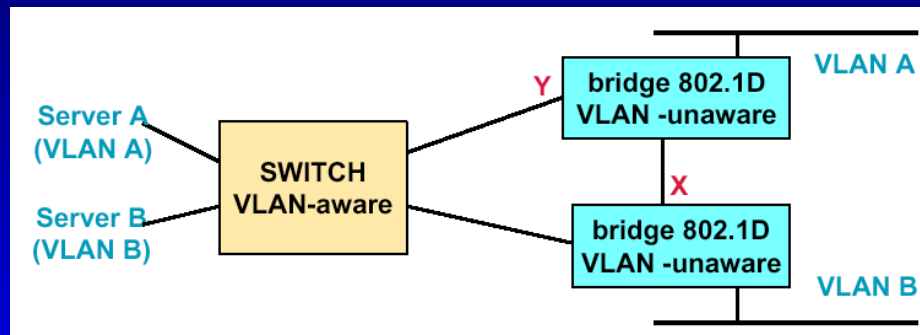 Server A
(VLAN A)
Server B
(VLAN B)
SWITCH
VLAN-aware
Y
bridge 802.1D
VLAN -unaware
X
bridge 802.1D
VLAN -unaware
VLAN A
VLAN B